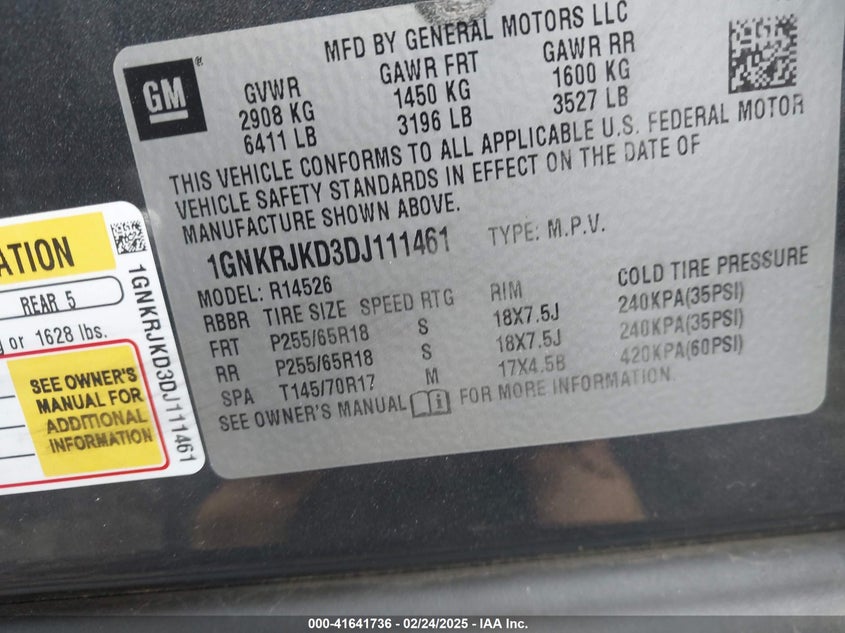 MFD BY GENERAL MOTORS LLC
GM
GVWR GAWR FRT GAWR RR
2908 KG 1450 KG 1600 KG
6411 LB 3196 LB 3527 LB
THIS VEHICLE CONFORMS TO ALL APPLICABLE U.S. FEDERAL MOTOR
VEHICLE SAFETY STANDARDS IN EFFECT ON THE DATE OF
MANUFACTURE SHOWN ABOVE.
1GNKRJKD3DJ111461 TYPE: M.P.V.
MODEL: R14526
RBBR TIRE SIZE SPEED RTG RIM COLD TIRE PRESSURE
FRT P255/65R18 S 18X7.5J 240KPA(35PSI)
RR P255/65R18 S 18X7.5J 240KPA(35PSI)
SPA T145/70R17 M 17X4.5B 420KPA(60PSI)
SEE OWNER'S MANUAL FOR MORE INFORMATION.
ATION
REAR 5
or 1628 lbs.
SEE OWNER'S
MANUAL FOR
ADDITIONAL
INFORMATION
1GNKRJKD3DJ111461
000-41641736 - 02/24/2025 - IAA Inc.